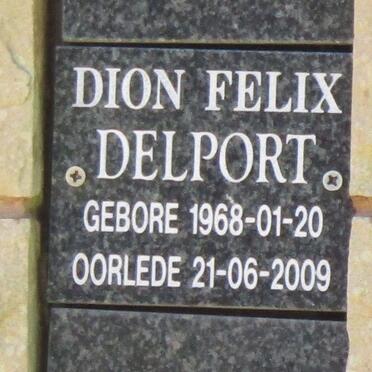 DION FELIX
DELPORT
GEBORE 1968-01-20
OORLEDE 21-06-2009